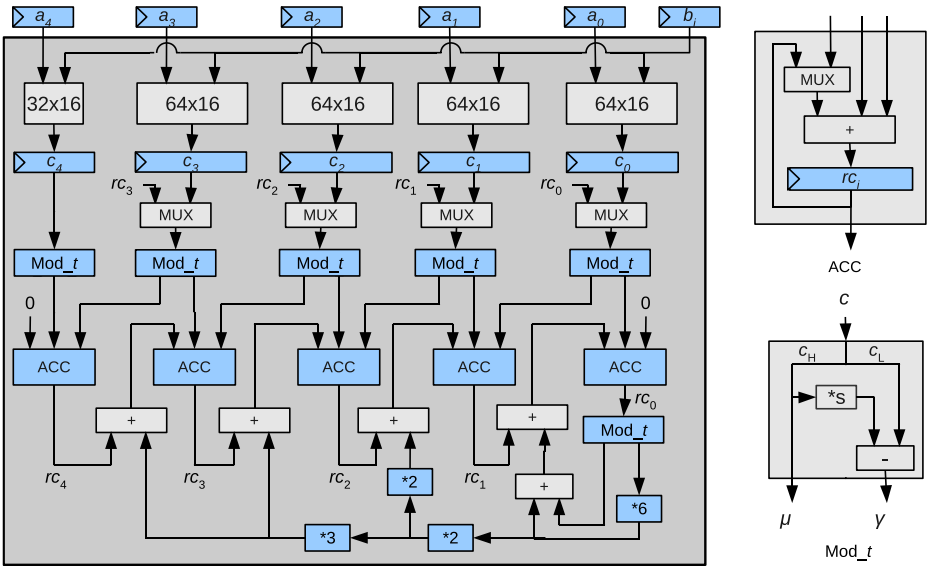 a4 a3 a2 a1 a0 bi
32x16 64x16 64x16 64x16 64x16
c4 c3 c2 c1 c0
rc3 rc2 rc1 rc0
MUX MUX MUX MUX
Mod_t Mod_t Mod_t Mod_t Mod_t
0 0
ACC ACC ACC ACC ACC
rc0
+ + + +
Mod_t
rc4 rc3 rc2 rc1
*2 +
*6
*3 *2
MUX
+
rci
ACC
c
cH cL
*s
-
μ γ
Mod_t